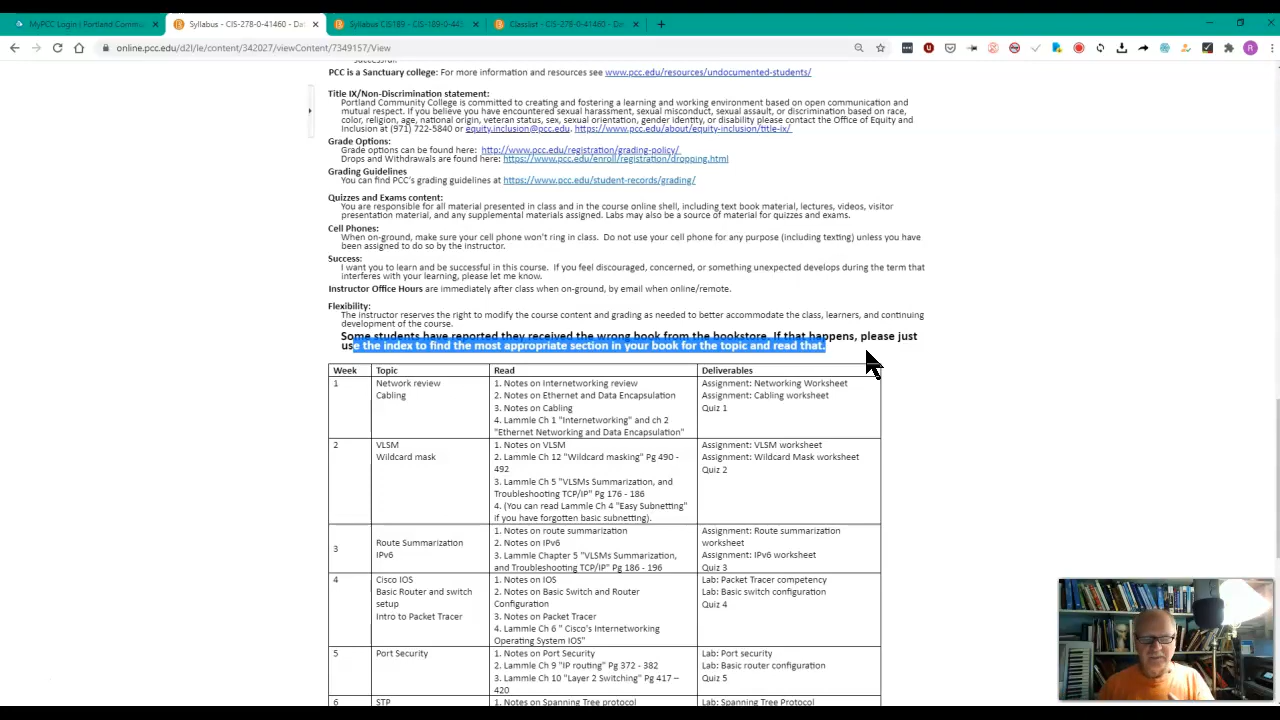 MyPCC Login | Portland Commu
Syllabus - CIS-278-0-41460 - Da
Syllabus CIS189 - CIS-189-0-44
Classlist - CIS-278-0-41460 - De
online.pcc.edu/d2l/le/content/342027/viewContent/7349157/View
PCC is a Sanctuary college: For more information and resources see www.pcc.edu/resources/undocumented-students/
Title IX/Non-Discrimination statement:
Portland Community College is committed to creating and fostering a learning and working environment based on open communication and
mutual respect. If you believe you have encountered sexual harassment, sexual misconduct, sexual assault, or discrimination based on race,
color, religion, age, national origin, veteran status, sex, sexual orientation, gender identity, or disability please contact the Office of Equity and
Inclusion at (971) 722-5840 or equity.inclusion@pcc.edu. https://www.pcc.edu/about/equity-inclusion/title-ix/
Grade Options:
Grade options can be found here: http://www.pcc.edu/registration/grading-policy/
Drops and Withdrawals are found here: https://www.pcc.edu/enroll/registration/dropping.html
Grading Guidelines
You can find PCC's grading guidelines at https://www.pcc.edu/student-records/grading/
Quizzes and Exams content:
You are responsible for all material presented in class and in the course online shell, including text book material, lectures, videos, visitor
presentation material, and any supplemental materials assigned. Labs may also be a source of material for quizzes and exams.
Cell Phones:
When on-ground, make sure your cell phone won't ring in class. Do not use your cell phone for any purpose (including texting) unless you have
been assigned to do so by the instructor.
Success:
I want you to learn and be successful in this course. If you feel discouraged, concerned, or something unexpected develops during the term that
interferes with your learning, please let me know.
Instructor Office Hours are immediately after class when on-ground, by email when online/remote.
Flexibility:
The instructor reserves the right to modify the course content and grading as needed to better accommodate the class, learners, and continuing
development of the course.
Some students have reported they received the wrong book from the bookstore. If that happens, please just
use the index to find the most appropriate section in your book for the topic and read that.
Week Topic Read Deliverables
1 Network review 1. Notes on Internetworking review Assignment: Networking Worksheet
Cabling 2. Notes on Ethernet and Data Encapsulation Assignment: Cabling worksheet
3. Notes on Cabling Quiz 1
4. Lammle Ch 1 "Internetworking" and ch 2
"Ethernet Networking and Data Encapsulation"
2 VLSM 1. Notes on VLSM Assignment: VLSM worksheet
Wildcard mask 2. Lammle Ch 12 "Wildcard masking" Pg 490 - Assignment: Wildcard Mask worksheet
492 Quiz 2
3. Lammle Ch 5 "VLSMs Summarization, and
Troubleshooting TCP/IP" Pg 176 - 186
4. (You can read Lammle Ch 4 "Easy Subnetting"
if you have forgotten basic subnetting).
1. Notes on route summarization Assignment: Route summarization
3 Route Summarization 2. Notes on IPv6 worksheet
IPv6 3. Lammle Chapter 5 "VLSMs Summarization, Assignment: IPv6 worksheet
and Troubleshooting TCP/IP" Pg 186 - 196 Quiz 3
4 Cisco IOS 1. Notes on IOS Lab: Packet Tracer competency
Basic Router and switch 2. Notes on Basic Switch and Router Lab: Basic switch configuration
setup Configuration Quiz 4
Intro to Packet Tracer 3. Notes on Packet Tracer
4. Lammle Ch 6 " Cisco's Internetworking
Operating System IOS"
5 Port Security 1. Notes on Port Security Lab: Port security
2. Lammle Ch 9 "IP routing" Pg 372 - 382 Lab: Basic router configuration
3. Lammle Ch 10 "Layer 2 Switching" Pg 417 – Quiz 5
420
6 STP 1. Notes on Spanning Tree protocol Lab: Spanning Tree Protocol